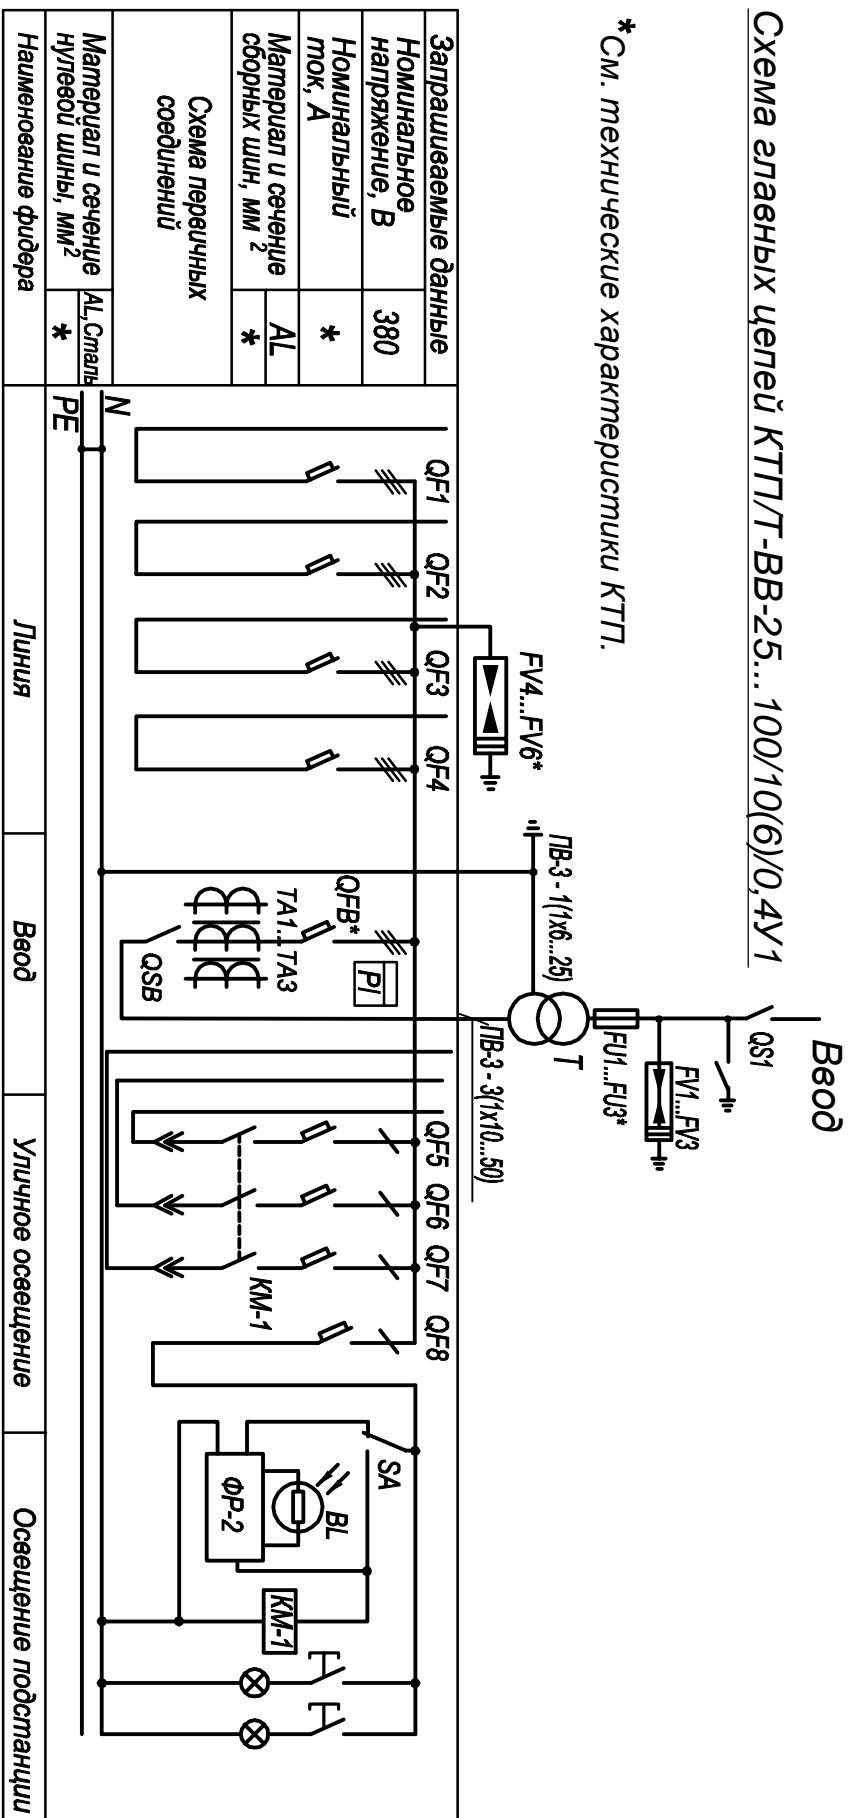 Схема главных цепей КТП/Т-ВВ-25...100/10(6)/0,4У1
*См. технические характеристики КТП.
Ввод
QS1
FV1...FV3
FU1...FU3*
T
ПВ-3 - 1(1х6...25)
ПВ-3 - 3(1х10...50)
FV4...FV6*
Запрашиваемые данные
Номинальное
напряжение, В
380
Номинальный
ток, А
*
Материал и сечение
сборных шин, мм 2
AL
*
Схема первичных
соединений
QF1
QF2
QF3
QF4
QFB*
PI
TA1...TA3
QSB
QF5
QF6
QF7
QF8
КМ-1
SA
BL
ФР-2
КМ-1
Материал и сечение
нулевой шины, мм2
AL,Сталь
*
N
PE
Наименование фидера
Линия
Ввод
Уличное освещение
Освещение подстанции